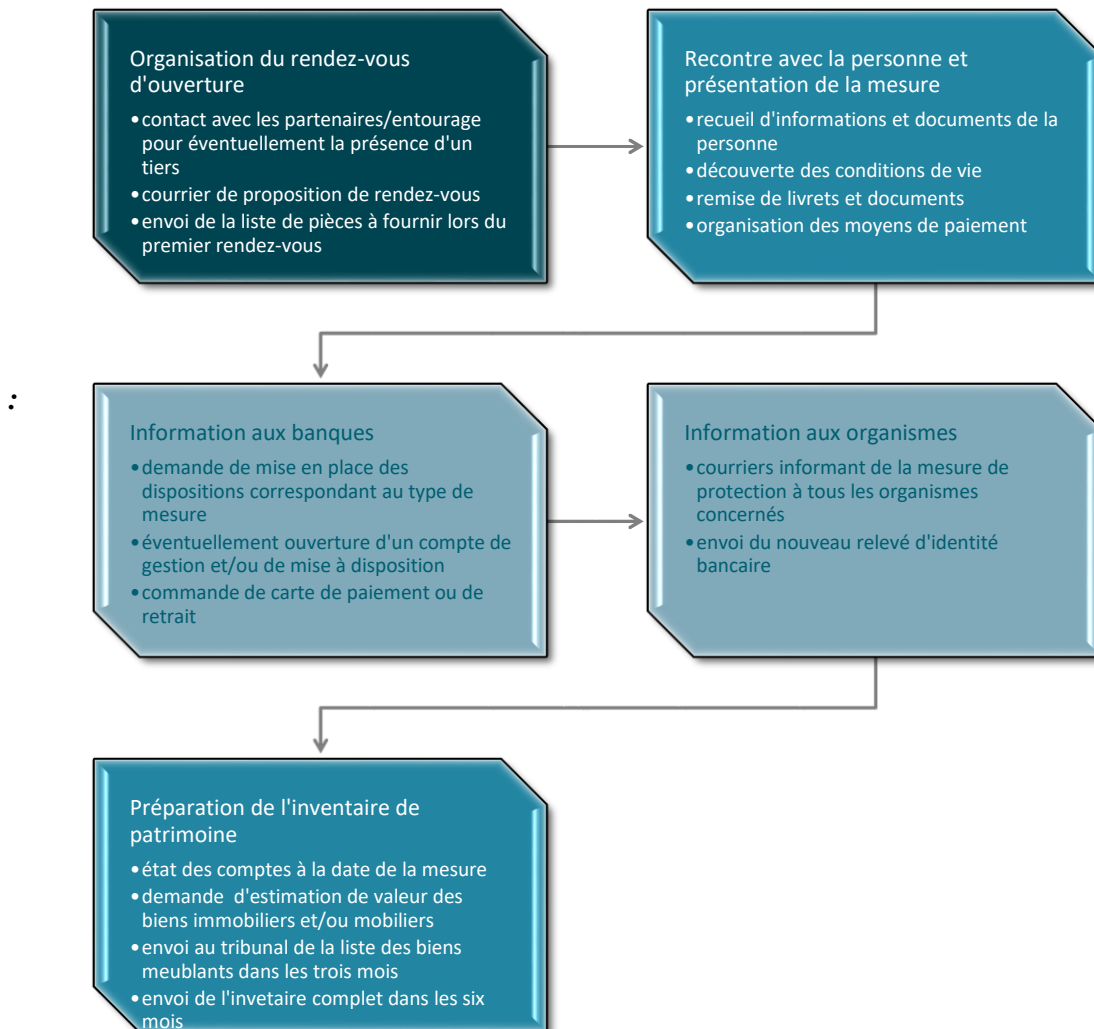 Organisation du rendez-vous
d'ouverture
•contact avec les partenaires/entourage
pour éventuellement la présence d'un
tiers
•courrier de proposition de rendez-vous
•envoi de la liste de pièces à fournir lors du
premier rendez-vous
Recontre avec la personne et
présentation de la mesure
•recueil d'informations et documents de la
personne
•découverte des conditions de vie
•remise de livrets et documents
•organisation des moyens de paiement
:
Information aux banques
•demande de mise en place des
dispositions correspondant au type de
mesure
•éventuellement ouverture d'un compte de
gestion et/ou de mise à disposition
•commande de carte de paiement ou de
retrait
Information aux organismes
•courriers informant de la mesure de
protection à tous les organismes
concernés
•envoi du nouveau relevé d'identité
bancaire
Préparation de l'inventaire de
patrimoine
•état des comptes à la date de la mesure
•demande d'estimation de valeur des
biens immobiliers et/ou mobiliers
•envoi au tribunal de la liste des biens
meublants dans les trois mois
•envoi de l'invetaire complet dans les six
mois